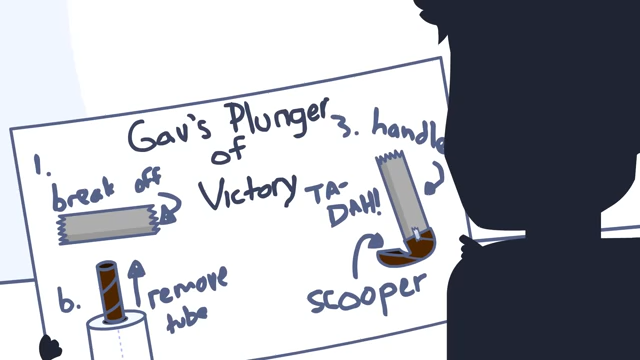 Gav's Plunger
of
Victory
1.
break off
b.
remove
tube
3. handle
TA-
DAH!
scooper